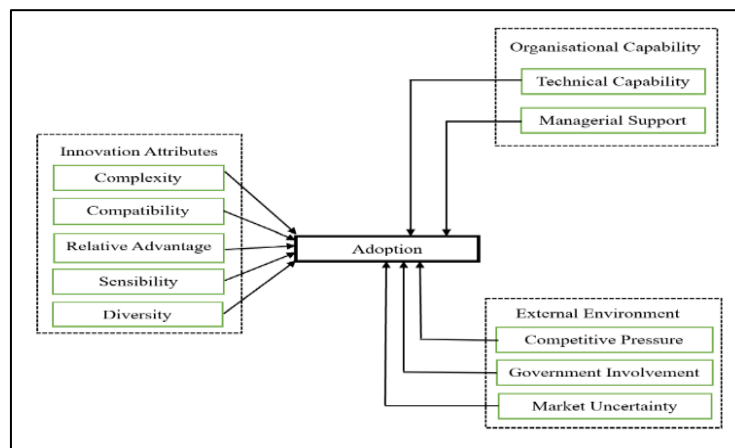 Organisational Capability
Technical Capability
Managerial Support
Innovation Attributes
Complexity
Compatibility
Relative Advantage
Sensibility
Diversity
Adoption
External Environment
Competitive Pressure
Government Involvement
Market Uncertainty